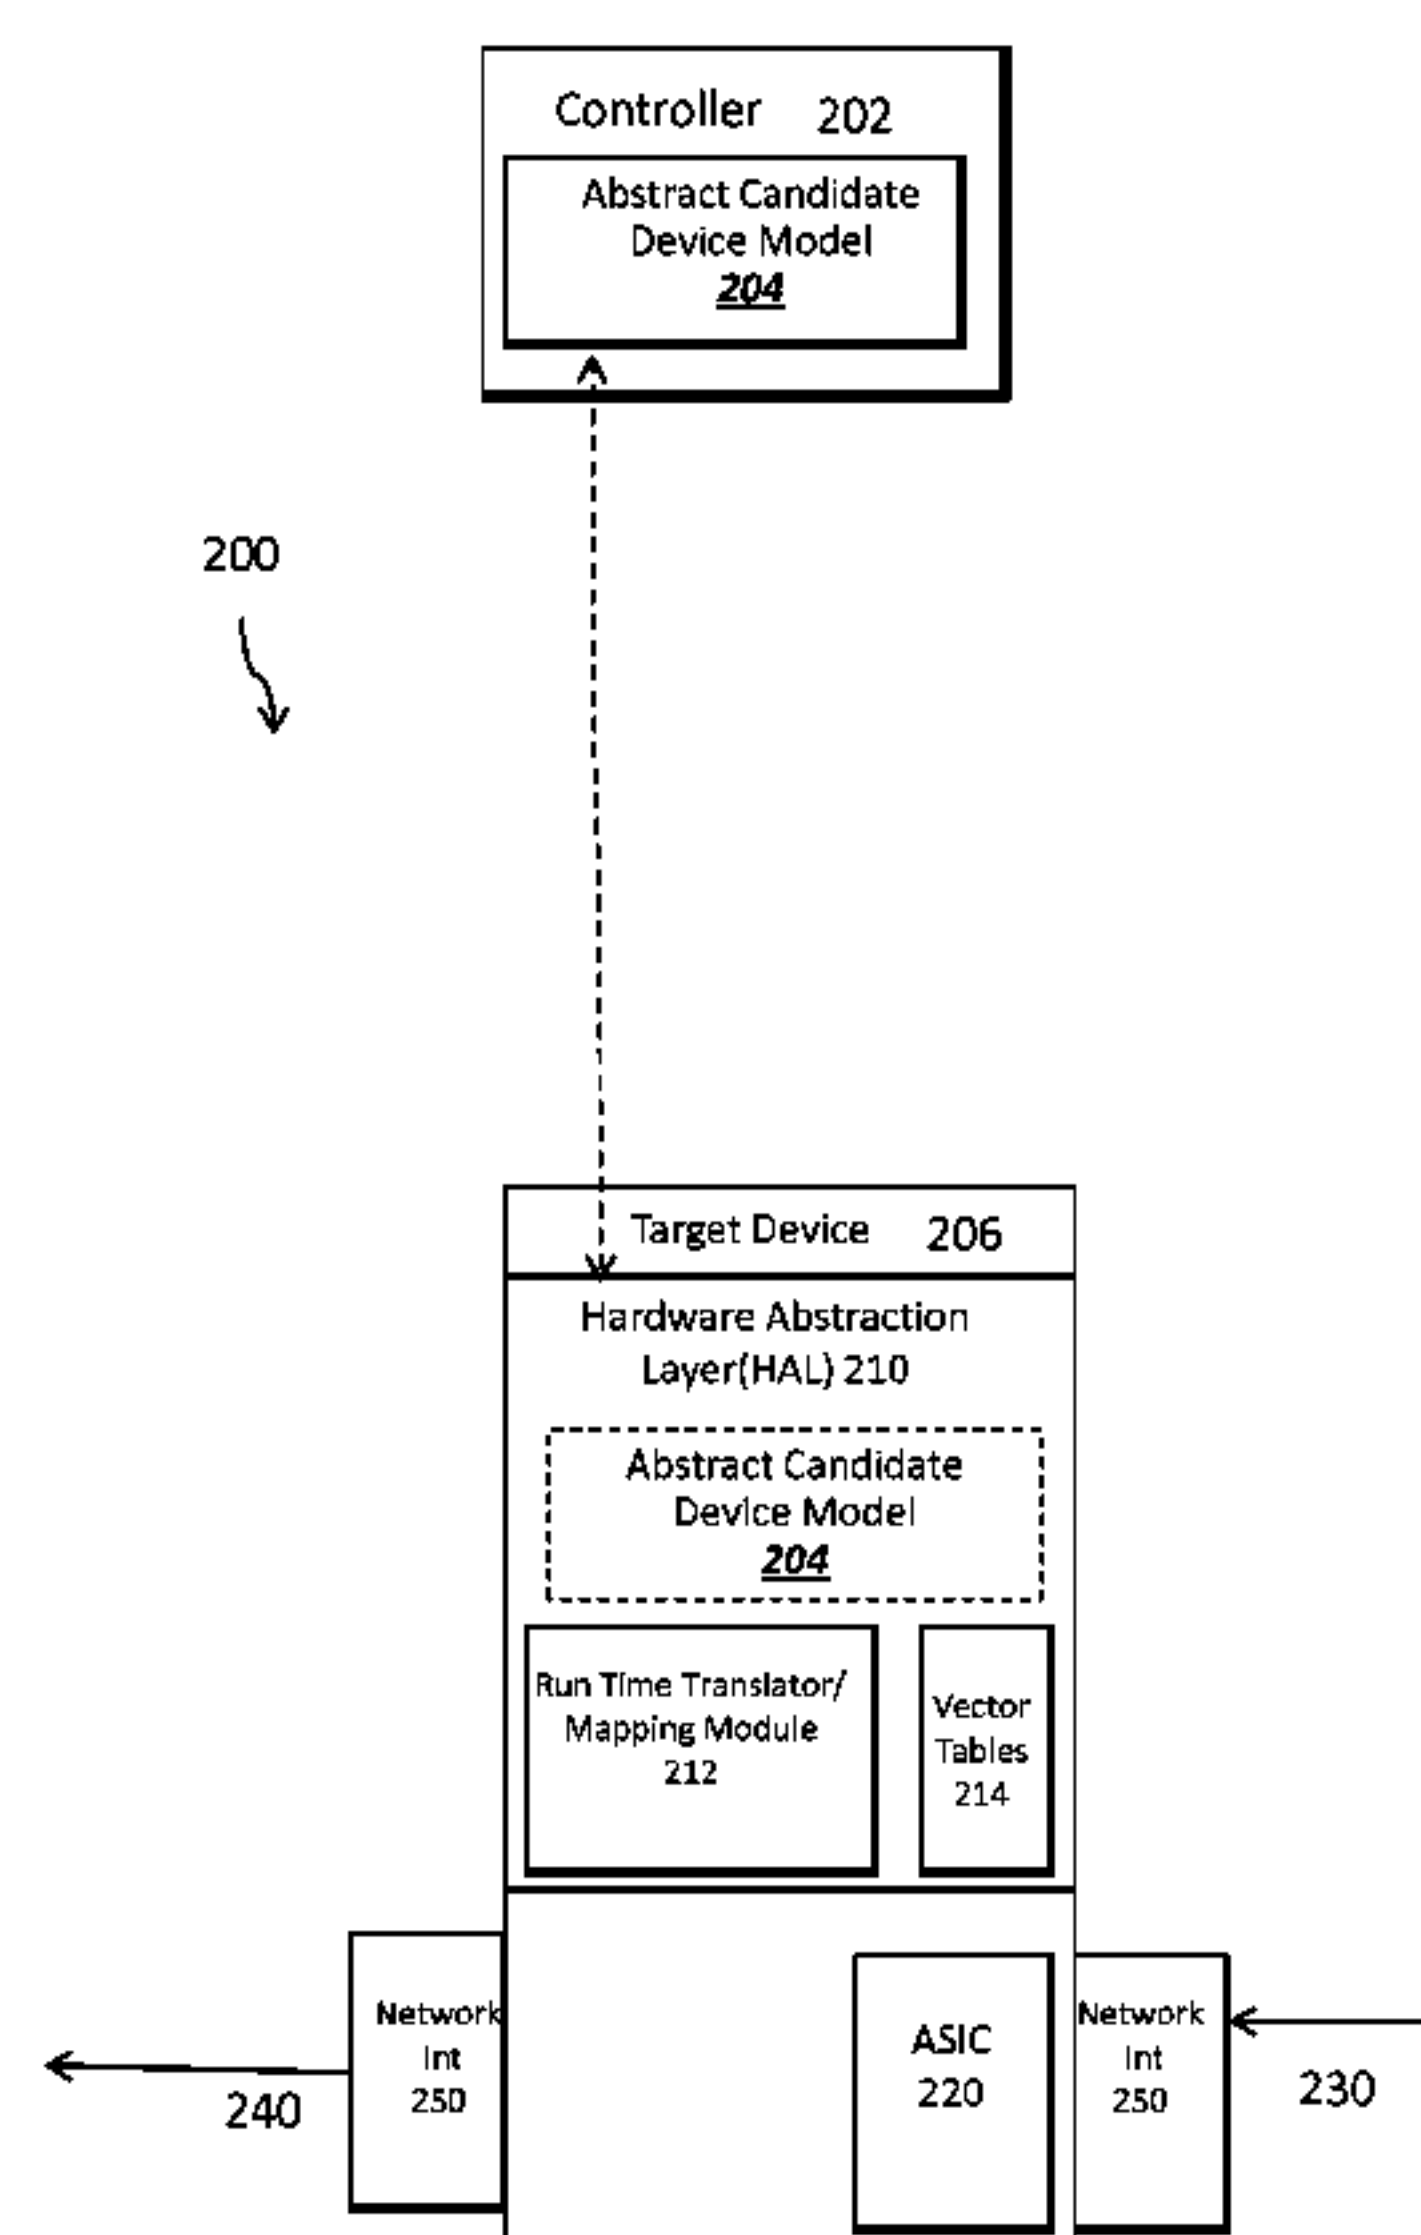 Controller 202
Abstract Candidate
Device Model
204
200
Target Device 206
Hardware Abstraction
Layer(HAL) 210
Abstract Candidate
Device Model
204
Run Time Translator/
Mapping Module
212
Vector
Tables
214
Network
Int
250
240
ASIC
220
Network
Int
250
230